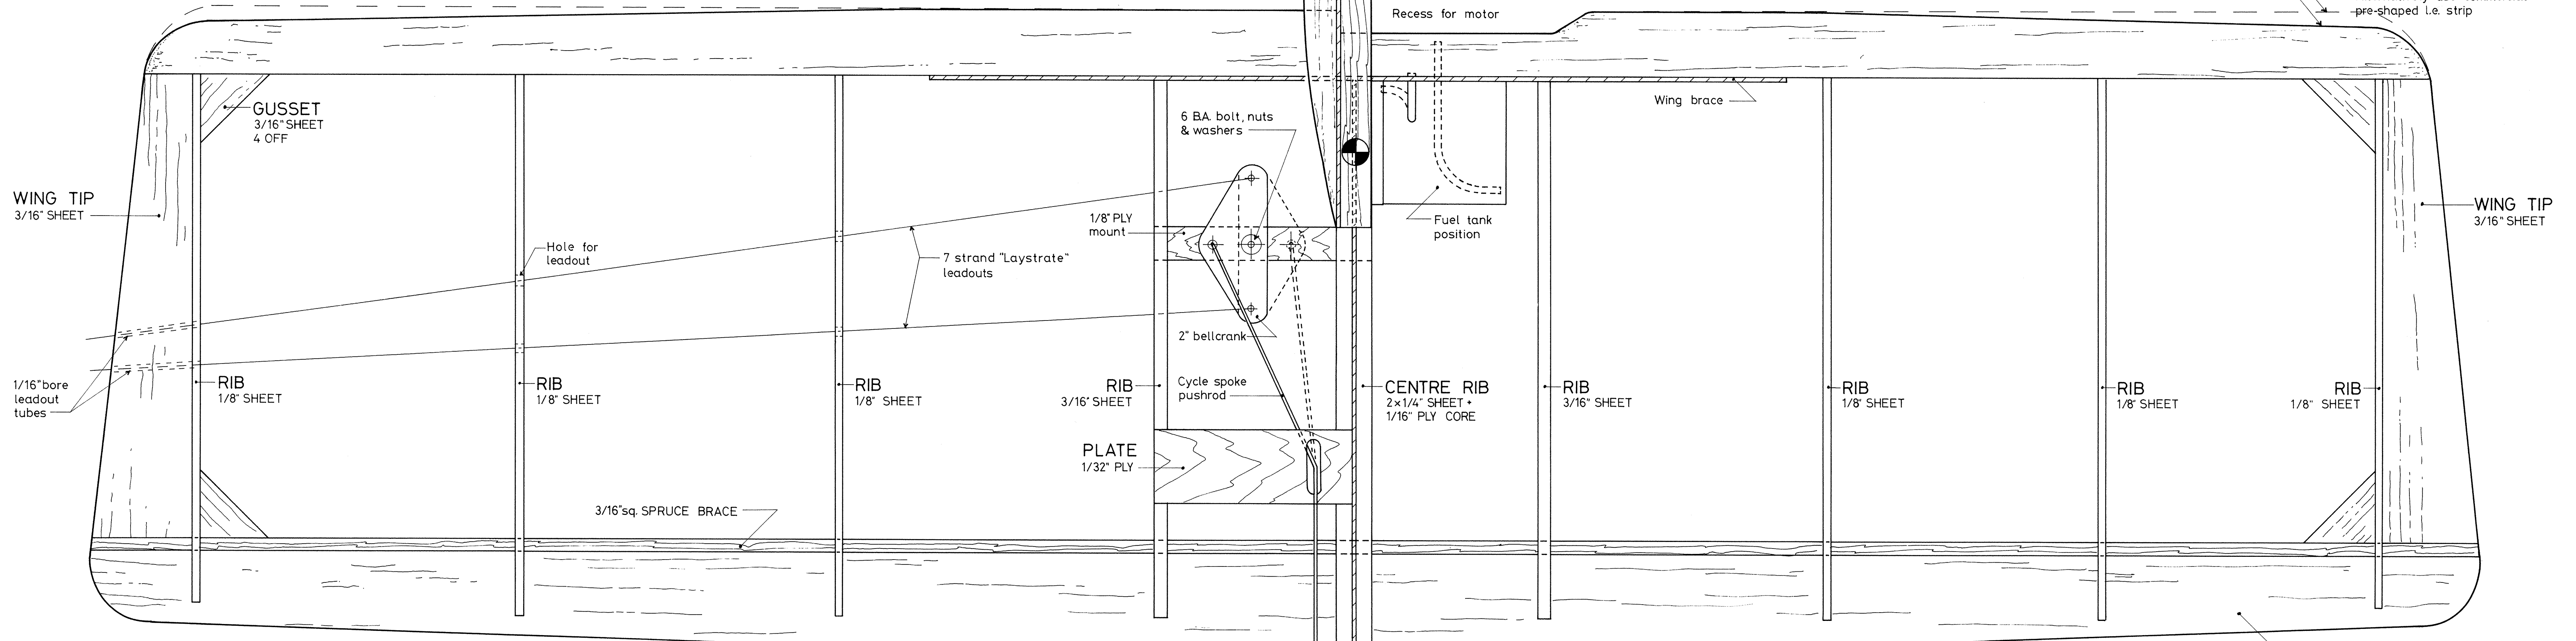 Recess for motor
pre-shaped l.e. strip
GUSSET
3/16" SHEET
4 OFF
6 B.A. bolt, nuts
& washers
Wing brace
WING TIP
3/16" SHEET
1/8" PLY
mount
Fuel tank
position
WING TIP
3/16" SHEET
Hole for
leadout
7 strand "Laystrate"
leadouts
2" bellcrank
1/16" bore
leadout
tubes
RIB
1/8" SHEET
RIB
1/8" SHEET
RIB
1/8" SHEET
RIB
3/16" SHEET
Cycle spoke
pushrod
CENTRE RIB
2×1/4" SHEET +
1/16" PLY CORE
RIB
3/16" SHEET
RIB
1/8" SHEET
RIB
1/8" SHEET
RIB
1/8" SHEET
PLATE
1/32" PLY
3/16"sq. SPRUCE BRACE